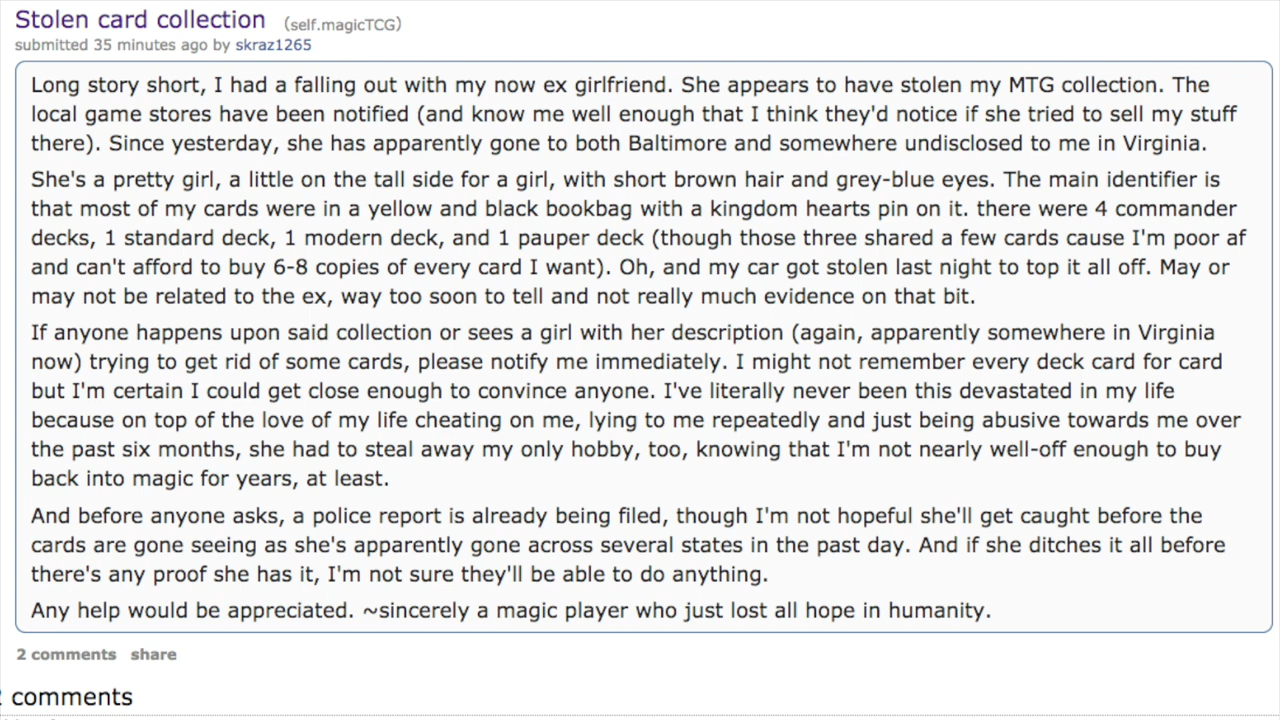 Stolen card collection (self.magicTCG)
submitted 35 minutes ago by skraz1265
Long story short, I had a falling out with my now ex girlfriend. She appears to have stolen my MTG collection. The
local game stores have been notified (and know me well enough that I think they'd notice if she tried to sell my stuff
there). Since yesterday, she has apparently gone to both Baltimore and somewhere undisclosed to me in Virginia.
She's a pretty girl, a little on the tall side for a girl, with short brown hair and grey-blue eyes. The main identifier is
that most of my cards were in a yellow and black bookbag with a kingdom hearts pin on it. there were 4 commander
decks, 1 standard deck, 1 modern deck, and 1 pauper deck (though those three shared a few cards cause I'm poor af
and can't afford to buy 6-8 copies of every card I want). Oh, and my car got stolen last night to top it all off. May or
may not be related to the ex, way too soon to tell and not really much evidence on that bit.
If anyone happens upon said collection or sees a girl with her description (again, apparently somewhere in Virginia
now) trying to get rid of some cards, please notify me immediately. I might not remember every deck card for card
but I'm certain I could get close enough to convince anyone. I've literally never been this devastated in my life
because on top of the love of my life cheating on me, lying to me repeatedly and just being abusive towards me over
the past six months, she had to steal away my only hobby, too, knowing that I'm not nearly well-off enough to buy
back into magic for years, at least.
And before anyone asks, a police report is already being filed, though I'm not hopeful she'll get caught before the
cards are gone seeing as she's apparently gone across several states in the past day. And if she ditches it all before
there's any proof she has it, I'm not sure they'll be able to do anything.
Any help would be appreciated. ~sincerely a magic player who just lost all hope in humanity.
2 comments share
comments